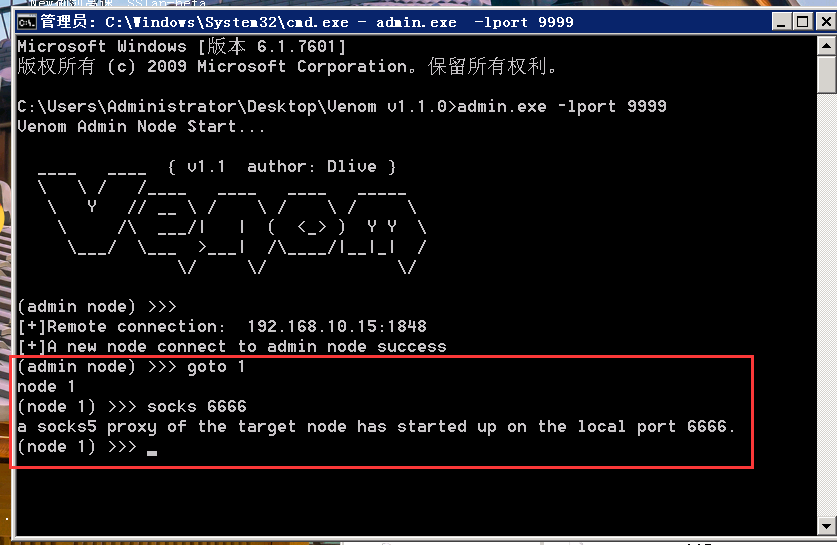 管理员: C:\Windows\System32\cmd.exe - admin.exe  -lport 9999
Microsoft Windows [版本 6.1.7601]
版权所有 (c) 2009 Microsoft Corporation。保留所有权利。
C:\Users\Administrator\Desktop\Venom v1.1.0>admin.exe -lport 9999
Venom Admin Node Start...
{ v1.1  author: Dlive }
Venom
(admin node) >>>
[+]Remote connection:  192.168.10.15:1848
[+]A new node connect to admin node success
(admin node) >>> goto 1
node 1
(node 1) >>> socks 6666
a socks5 proxy of the target node has started up on the local port 6666.
(node 1) >>>